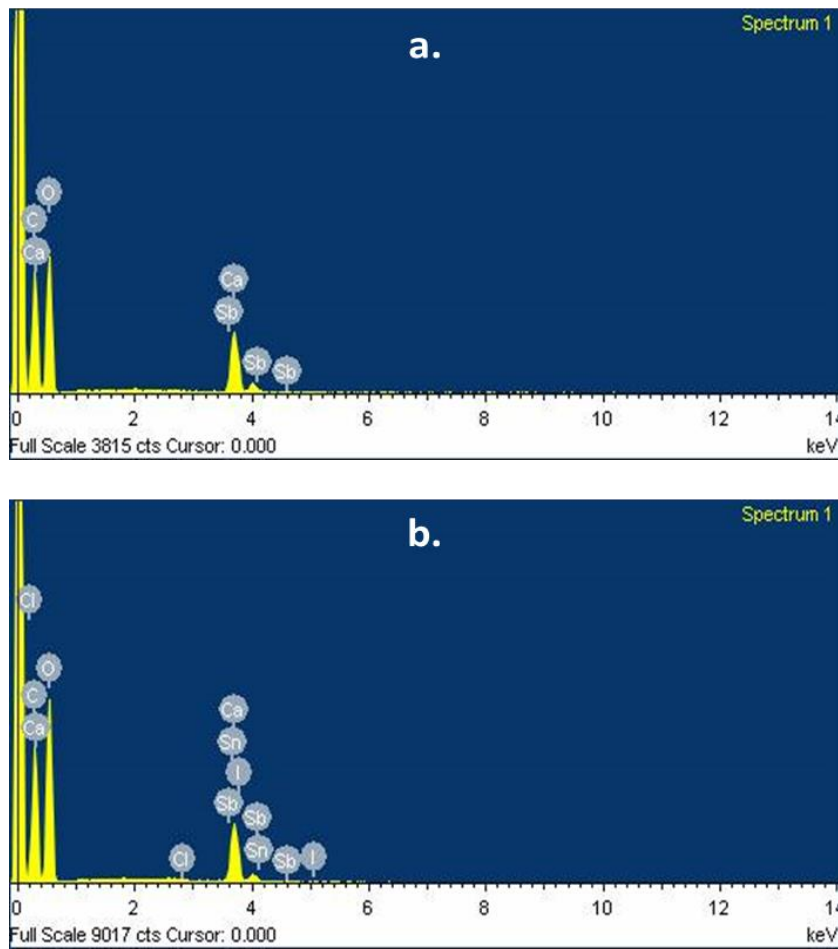 Spectrum 1
a.
O
C
Ca
Ca
Sb
Sb
Sb
0 2 4 6 8 10 12 14
Full Scale 3815 cts Cursor: 0.000 keV
Spectrum 1
b.
Cl
O
C
Ca
Ca
Sn
I
Sb
Sb
Sn
Cl
Sb
I
0 2 4 6 8 10 12 14
Full Scale 9017 cts Cursor: 0.000 keV